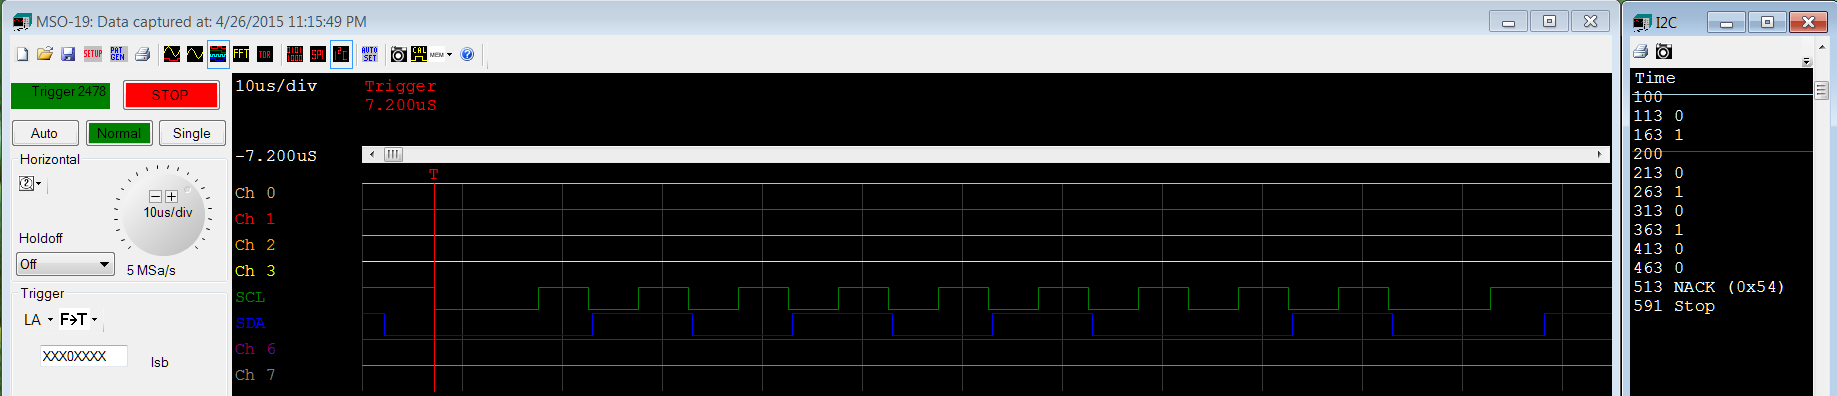 MSO-19: Data captured at: 4/26/2015 11:15:49 PM
SETUP PAT GEN FFT SPI I²C AUTO SET CAL MEM
Trigger 2478 STOP
Auto Normal Single
Horizontal
10us/div
Holdoff
Off
5 MSa/s
Trigger
LA F→T
XXX0XXXX lsb
10us/div Trigger
7.200uS
-7.200uS
T
Ch 0
Ch 1
Ch 2
Ch 3
SCL
SDA
Ch 6
Ch 7
I2C
Time
100
113 0
163 1
200
213 0
263 1
313 0
363 1
413 0
463 0
513 NACK (0x54)
591 Stop